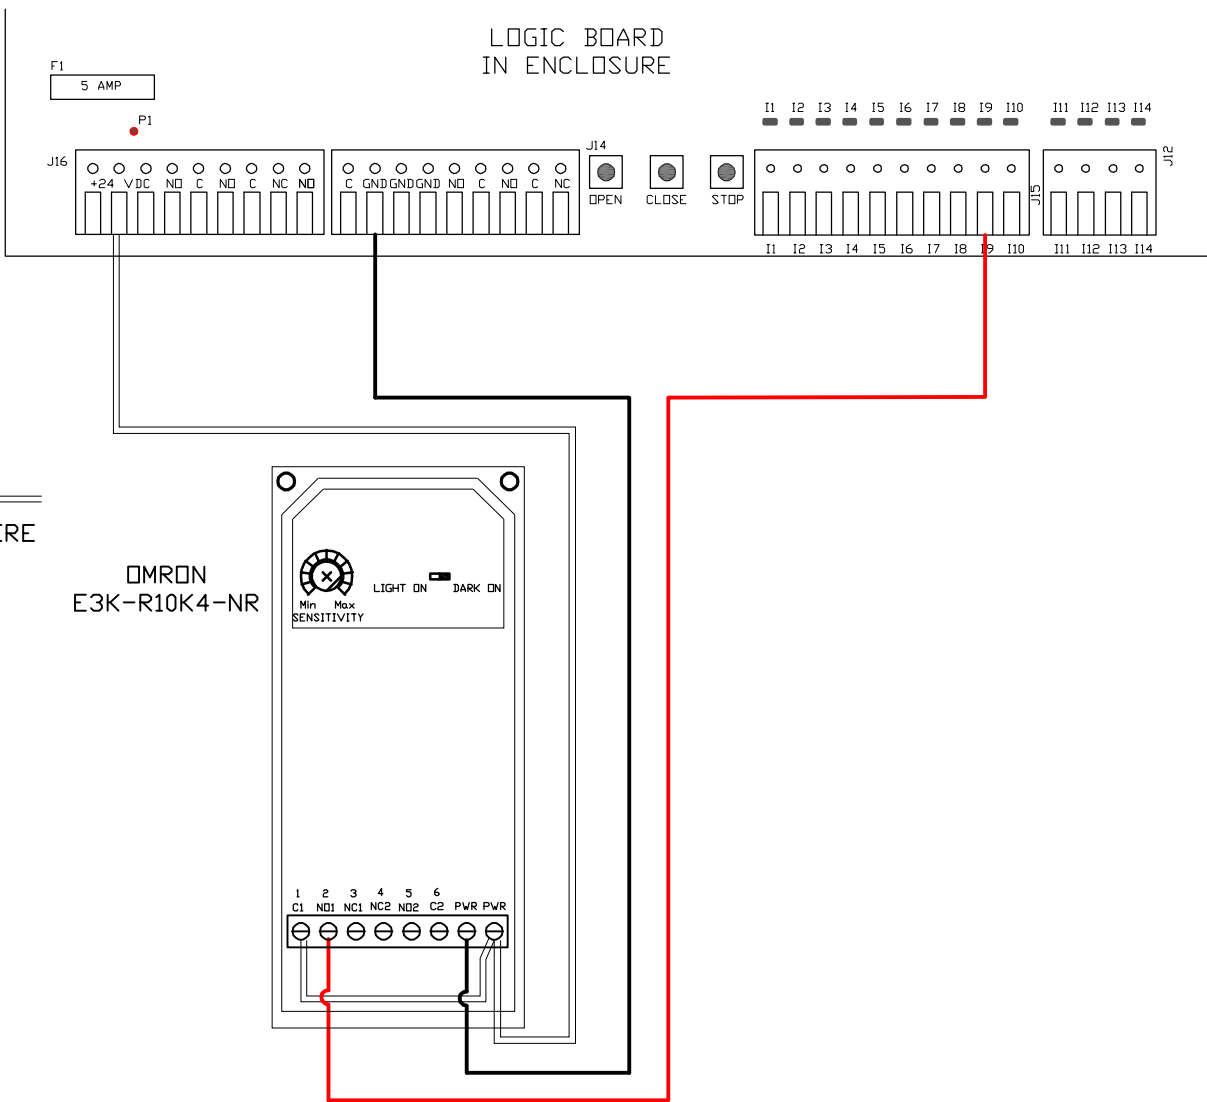 LOGIC BOARD
IN ENCLOSURE
F1
5 AMP
P1
J16
+24 VDC NO C NO C NC NO
C GND GND GND NO C NO C NC
J14
OPEN CLOSE STOP
I1 I2 I3 I4 I5 I6 I7 I8 I9 I10 I11 I12 I13 I14
J15
J12
I1 I2 I3 I4 I5 I6 I7 I8 I9 I10 I11 I12 I13 I14
ERE
OMRON
E3K-R10K4-NR
LIGHT ON DARK ON
Min Max
SENSITIVITY
1 2 3 4 5 6
C1 NO1 NC1 NC2 NO2 C2 PWR PWR